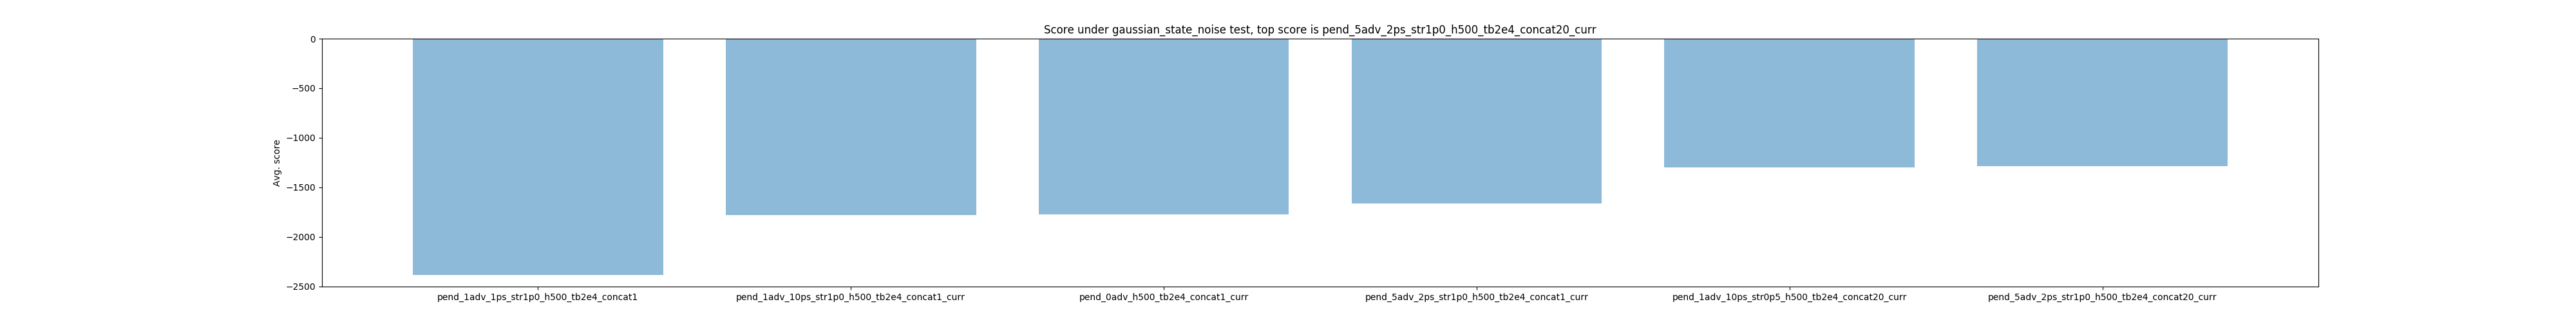 Score under gaussian_state_noise test, top score is pend_5adv_2ps_str1p0_h500_tb2e4_concat20_curr
0
−500
−1000
−1500
−2000
−2500
Avg. score
pend_1adv_1ps_str1p0_h500_tb2e4_concat1
pend_1adv_10ps_str1p0_h500_tb2e4_concat1_curr
pend_0adv_h500_tb2e4_concat1_curr
pend_5adv_2ps_str1p0_h500_tb2e4_concat1_curr
pend_1adv_10ps_str0p5_h500_tb2e4_concat20_curr
pend_5adv_2ps_str1p0_h500_tb2e4_concat20_curr